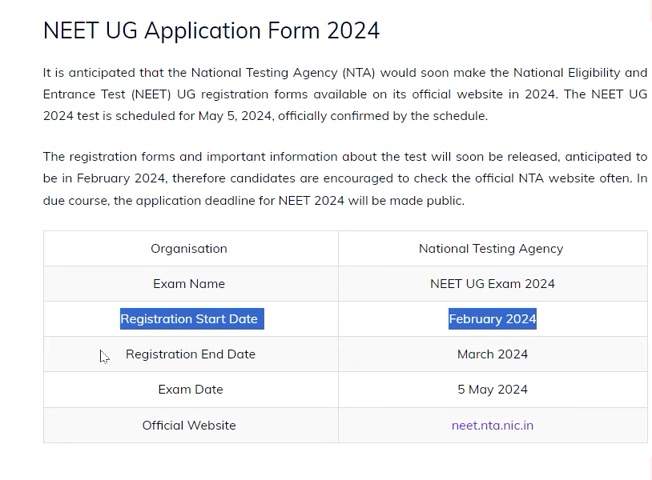 NEET UG Application Form 2024
It is anticipated that the National Testing Agency (NTA) would soon make the National Eligibility and
Entrance Test (NEET) UG registration forms available on its official website in 2024. The NEET UG
2024 test is scheduled for May 5, 2024, officially confirmed by the schedule.
The registration forms and important information about the test will soon be released, anticipated to
be in February 2024, therefore candidates are encouraged to check the official NTA website often. In
due course, the application deadline for NEET 2024 will be made public.
Organisation National Testing Agency
Exam Name NEET UG Exam 2024
Registration Start Date February 2024
Registration End Date March 2024
Exam Date 5 May 2024
Official Website neet.nta.nic.in